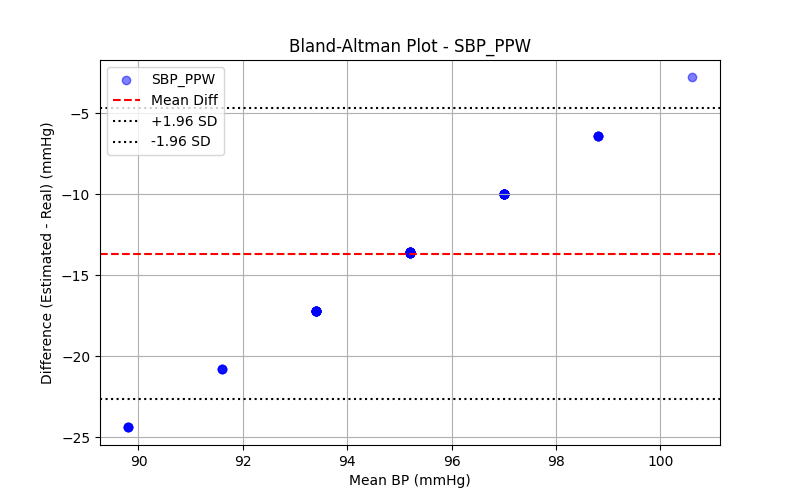 Bland-Altman Plot - SBP_PPW
SBP_PPW
Mean Diff
+1.96 SD
-1.96 SD
Difference (Estimated - Real) (mmHg)
−5
−10
−15
−20
−25
90 92 94 96 98 100
Mean BP (mmHg)